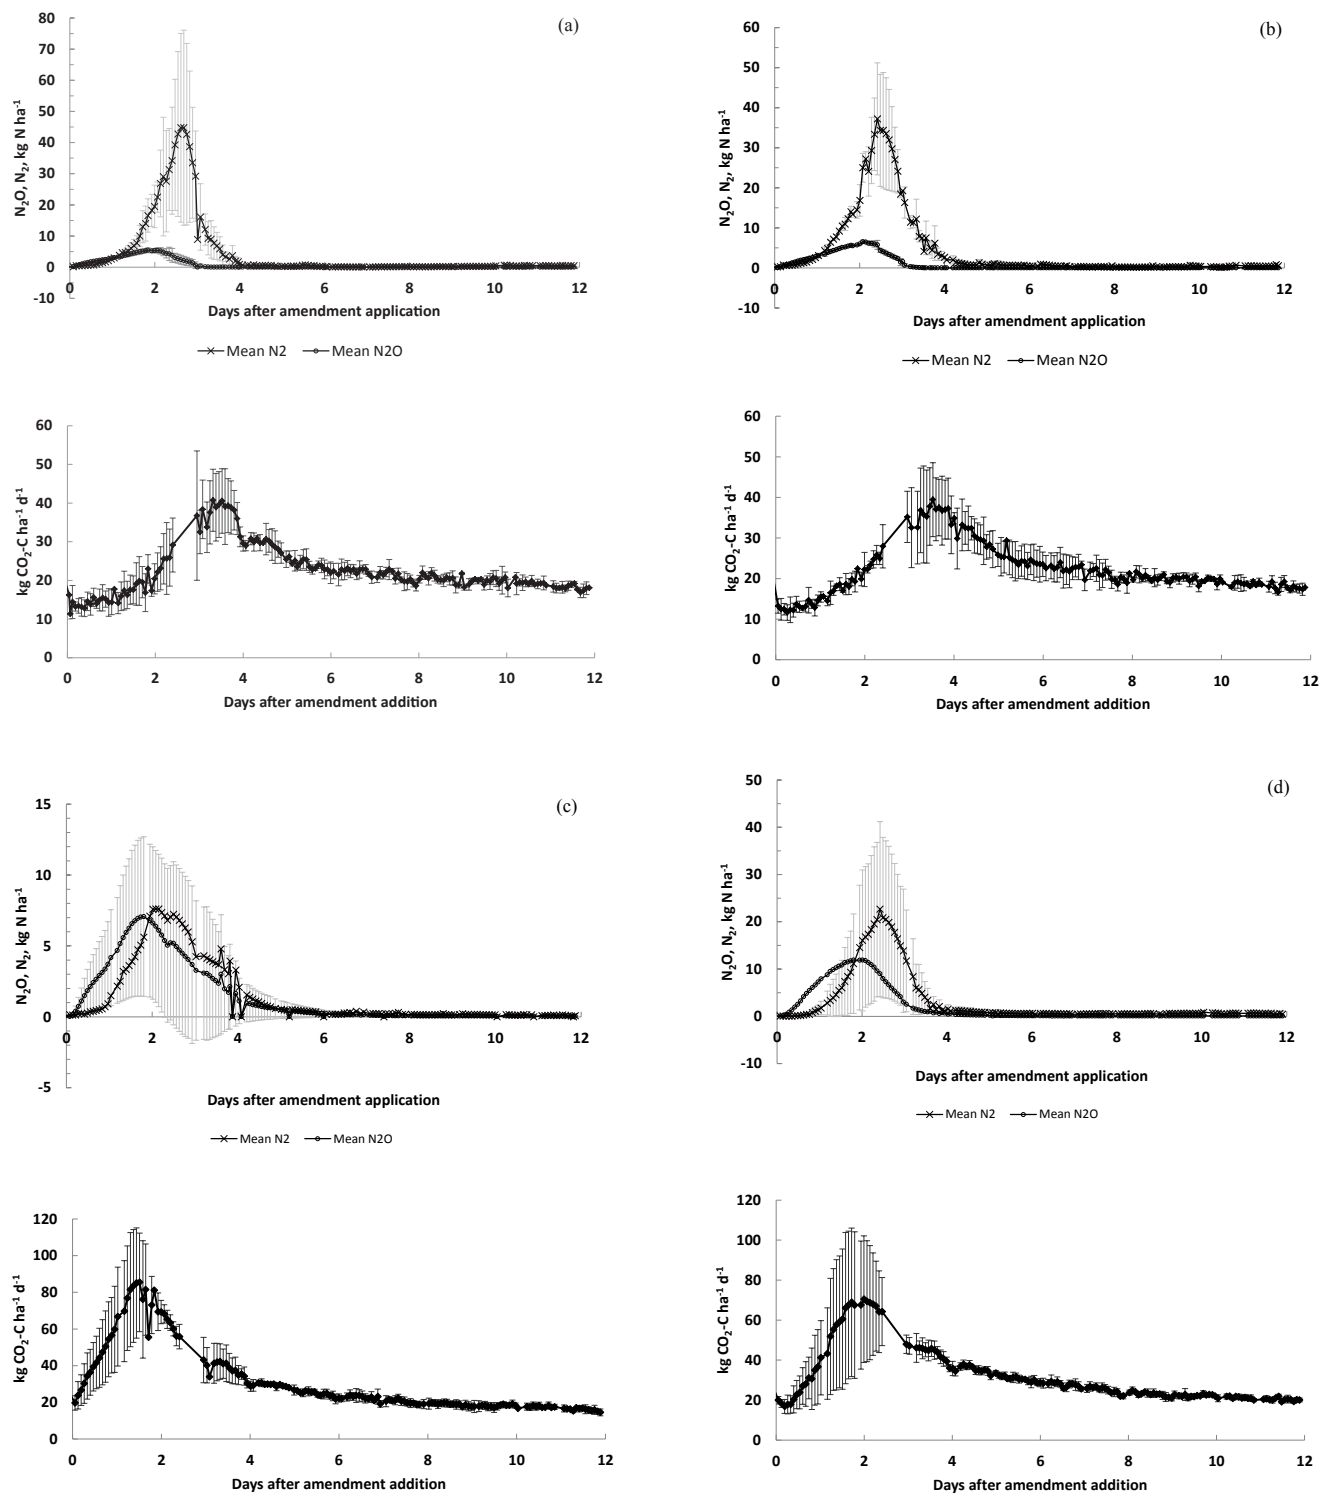 (a)
N₂O, N₂, kg N ha⁻¹
80
70
60
50
40
30
20
10
0
-10
0 2 4 6 8 10 12
Days after amendment application
Mean N2 Mean N2O
(b)
N₂O, N₂, kg N ha⁻¹
60
50
40
30
20
10
0
-10
0 2 4 6 8 10 12
Days after amendment application
Mean N2 Mean N2O
kg CO₂-C ha⁻¹ d⁻¹
60
50
40
30
20
10
0
0 2 4 6 8 10 12
Days after amendment addition
kg CO₂-C ha⁻¹ d⁻¹
60
50
40
30
20
10
0
0 2 4 6 8 10 12
Days after amendment addition
(c)
N₂O, N₂, kg N ha⁻¹
15
10
5
0
-5
0 2 4 6 8 10 12
Days after amendment application
Mean N2 Mean N2O
(d)
N₂O, N₂, kg N ha⁻¹
50
40
30
20
10
0
-10
0 2 4 6 8 10 12
Days after amendment application
Mean N2 Mean N2O
kg CO₂-C ha⁻¹ d⁻¹
120
100
80
60
40
20
0
0 2 4 6 8 10 12
Days after amendment addition
kg CO₂-C ha⁻¹ d⁻¹
120
100
80
60
40
20
0
0 2 4 6 8 10 12
Days after amendment addition